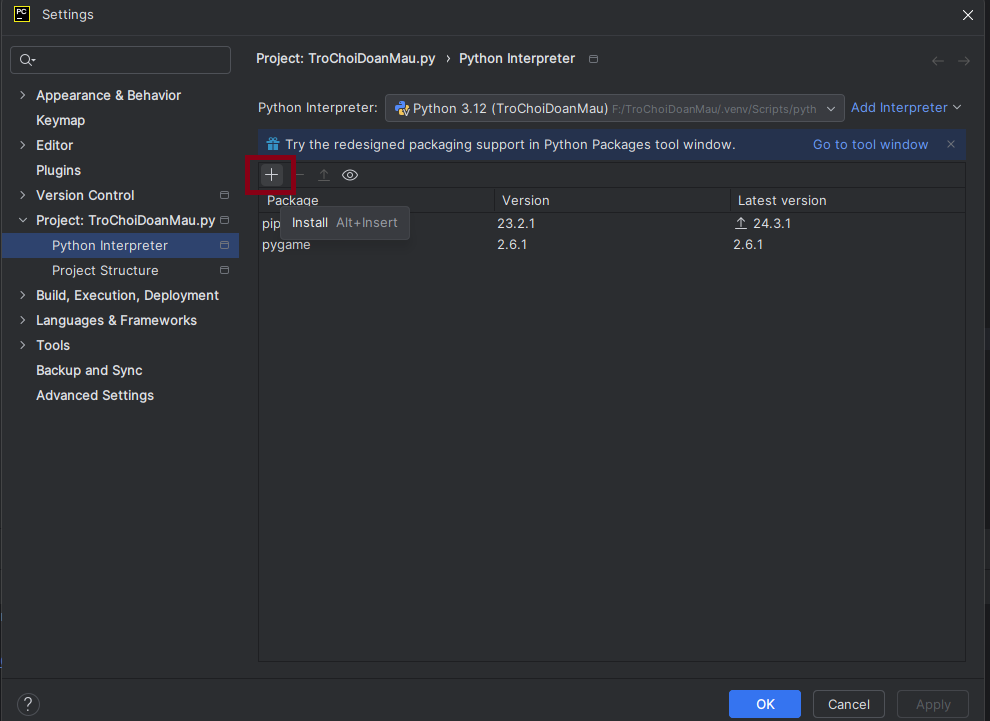 PC
Settings
Project: TroChoiDoanMau.py › Python Interpreter
Appearance & Behavior
Keymap
Editor
Plugins
Version Control
Project: TroChoiDoanMau.py
Python Interpreter
Project Structure
Build, Execution, Deployment
Languages & Frameworks
Tools
Backup and Sync
Advanced Settings
Python Interpreter: Python 3.12 (TroChoiDoanMau) F:/TroChoiDoanMau/.venv/Scripts/pyth Add Interpreter
Try the redesigned packaging support in Python Packages tool window. Go to tool window
Package Version Latest version
Install Alt+Insert
pip 23.2.1 24.3.1
pygame 2.6.1 2.6.1
? OK Cancel Apply